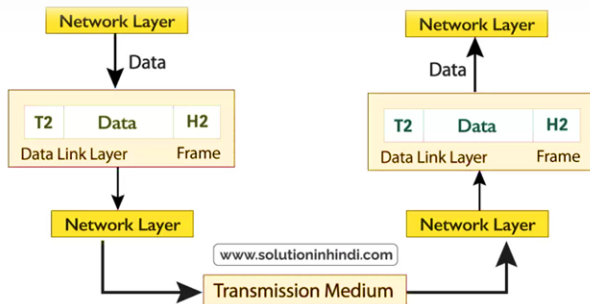 Network Layer
Data
T2 Data H2
Data Link Layer Frame
Network Layer
Network Layer
Data
T2 Data H2
Data Link Layer Frame
Network Layer
www.solutioninhindi.com
Transmission Medium